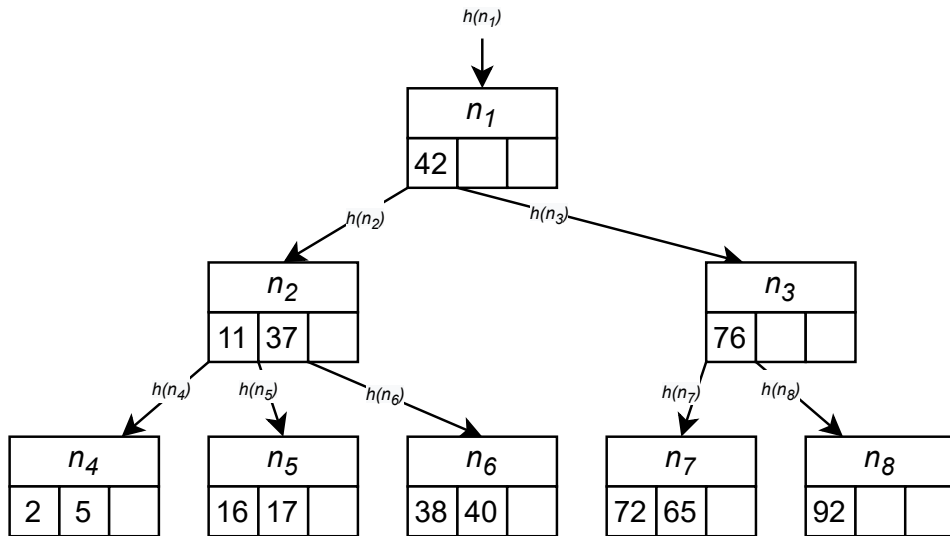 h(n1)
n1
42
h(n2)
h(n3)
n2
n3
11 37
76
h(n4)
h(n5)
h(n6)
h(n7)
h(n8)
n4
n5
n6
n7
n8
2 5
16 17
38 40
72 65
92